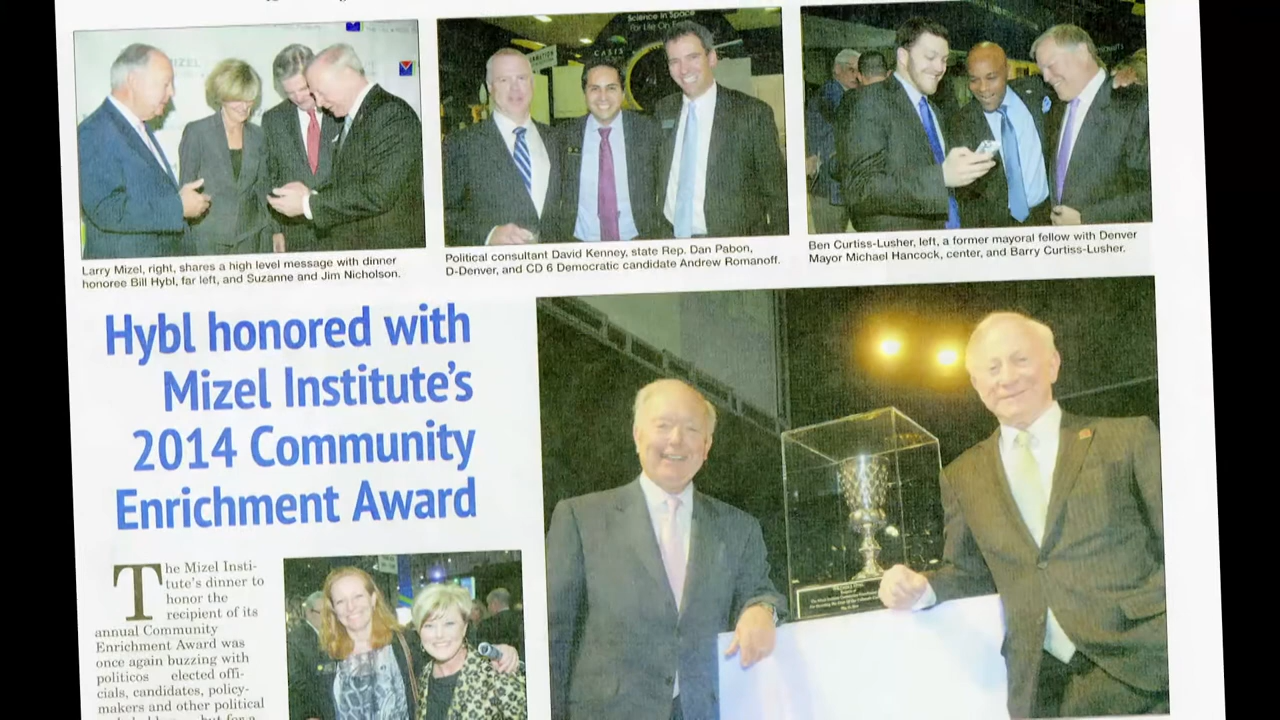 MIZEL
Science in Space
For Life On Earth
CASIS
Larry Mizel, right, shares a high level message with dinner
honoree Bill Hybl, far left, and Suzanne and Jim Nicholson.
Political consultant David Kenney, state Rep. Dan Pabon,
D-Denver, and CD 6 Democratic candidate Andrew Romanoff.
Ben Curtiss-Lusher, left, a former mayoral fellow with Denver
Mayor Michael Hancock, center, and Barry Curtiss-Lusher.
Hybl honored with
Mizel Institute's
2014 Community
Enrichment Award
The Mizel Insti-
tute's dinner to
honor the
recipient of its
annual Community
Enrichment Award was
once again buzzing with
politicos elected offi-
cials, candidates, policy-
makers and other political